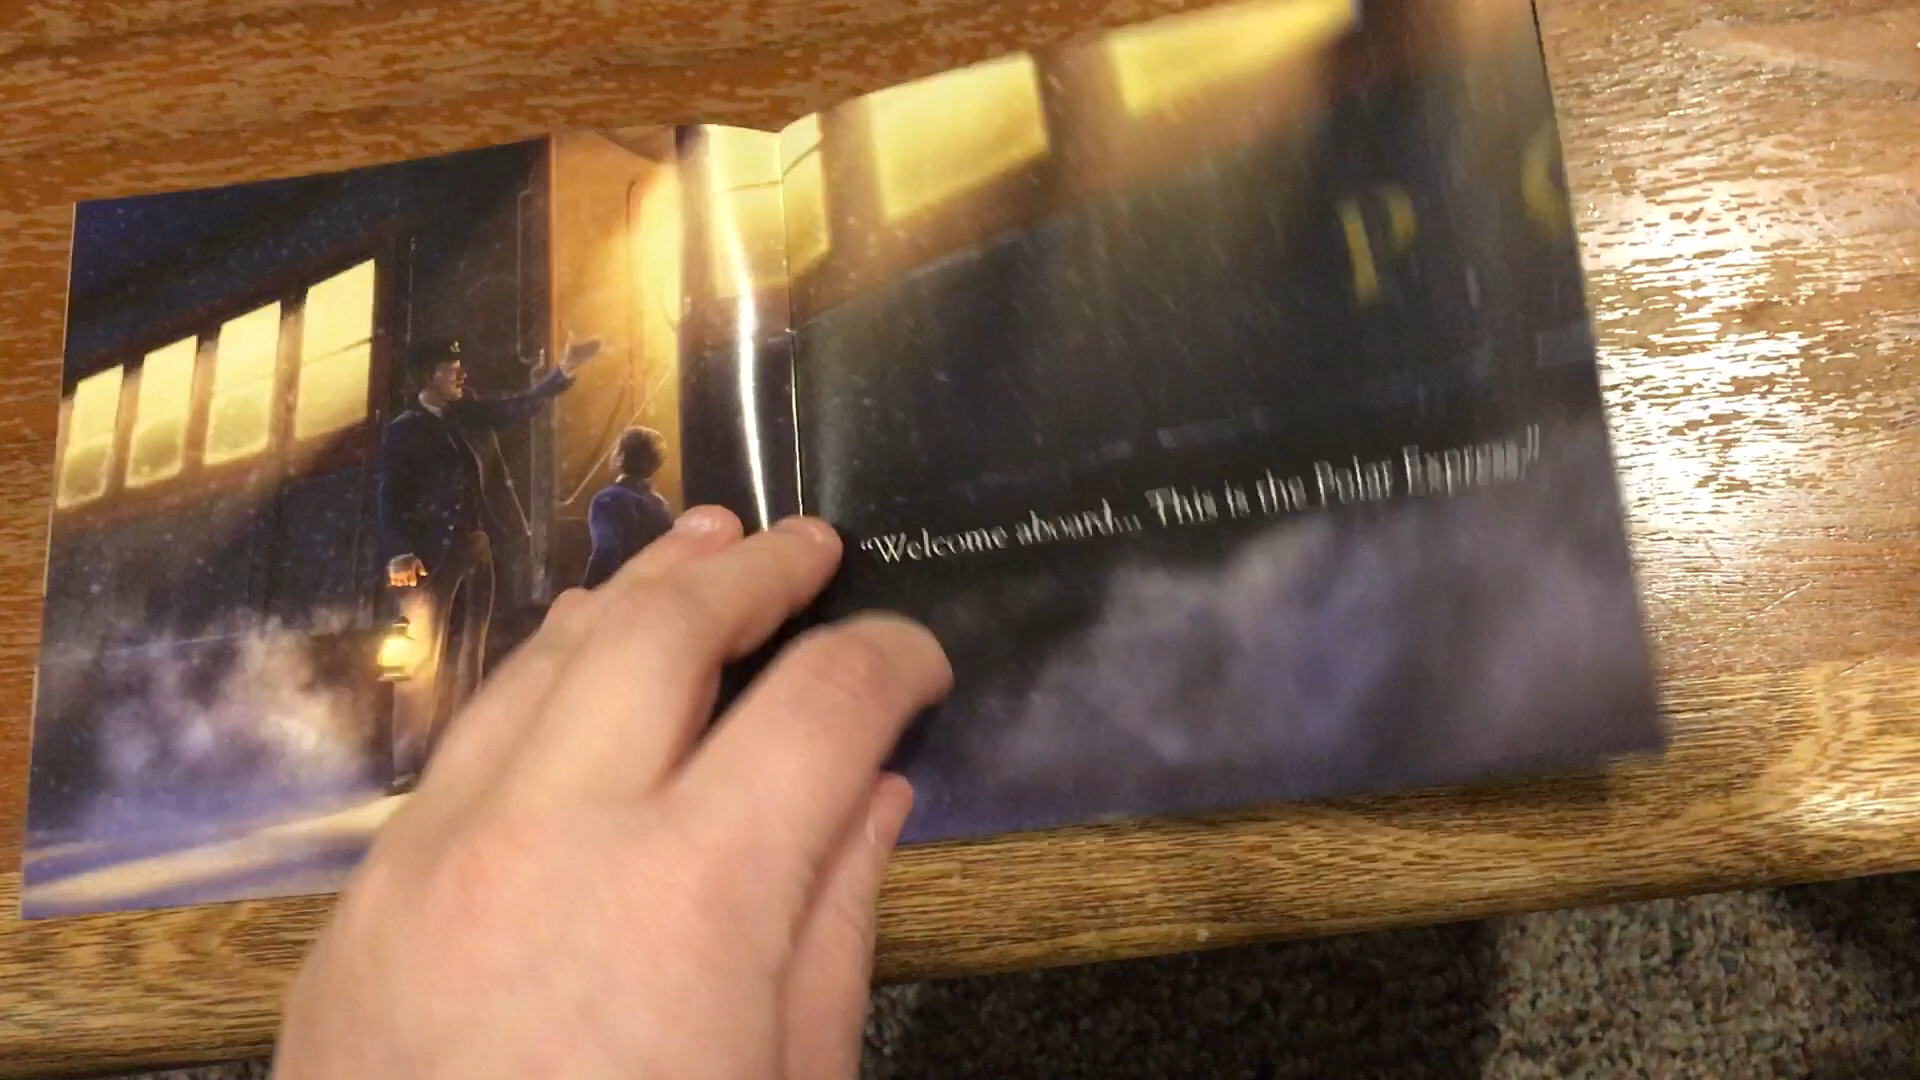 P
“Welcome aboard... This is the Polar Express.”